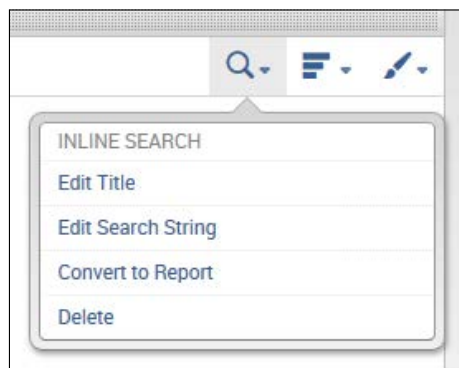 INLINE SEARCH
Edit Title
Edit Search String
Convert to Report
Delete